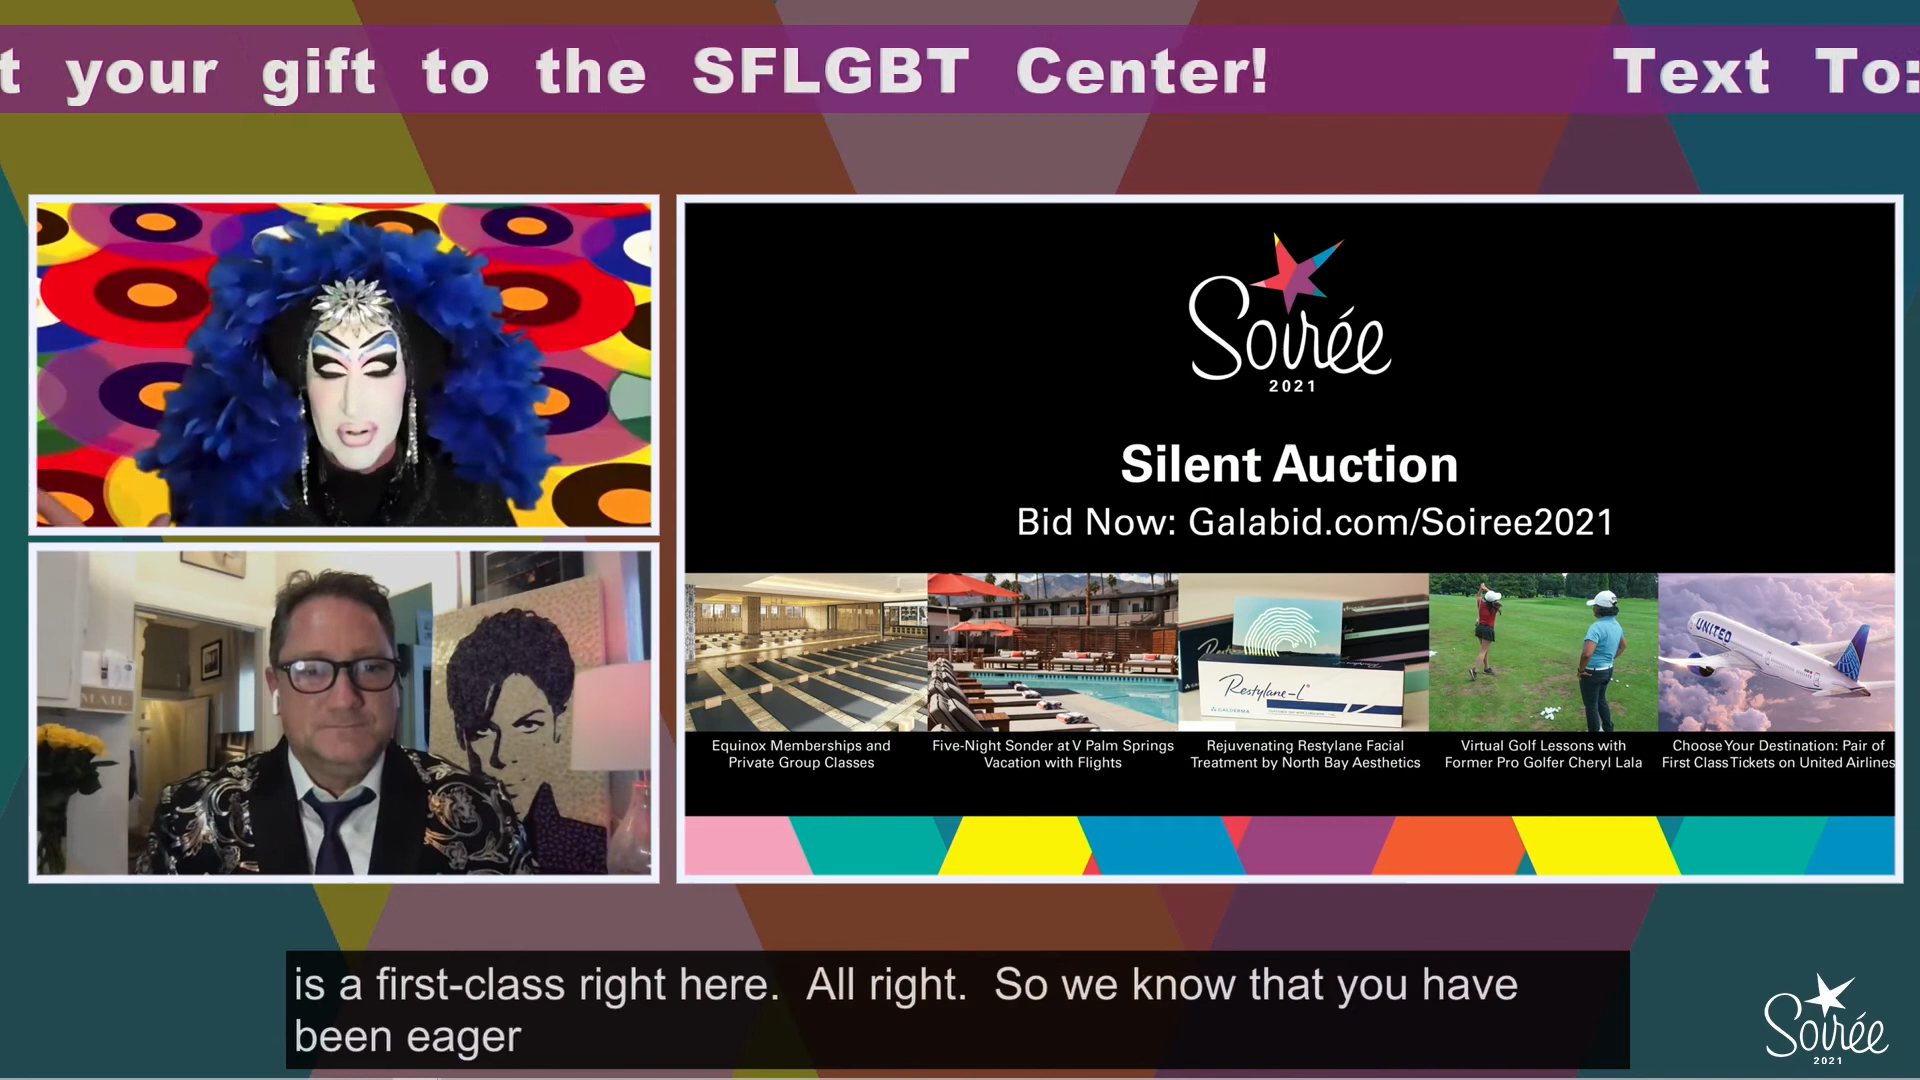 t your gift to the SFLGBT Center! Text To:
Soirée
2021
Silent Auction
Bid Now: Galabid.com/Soiree2021
MAIL
UNITED
Restylane-L
GALDERMA
Equinox Memberships and
Private Group Classes
Five-Night Sonder at V Palm Springs
Vacation with Flights
Rejuvenating Restylane Facial
Treatment by North Bay Aesthetics
Virtual Golf Lessons with
Former Pro Golfer Cheryl Lala
Choose Your Destination: Pair of
First Class Tickets on United Airlines
is a first-class right here. All right. So we know that you have
been eager
Soirée
2021